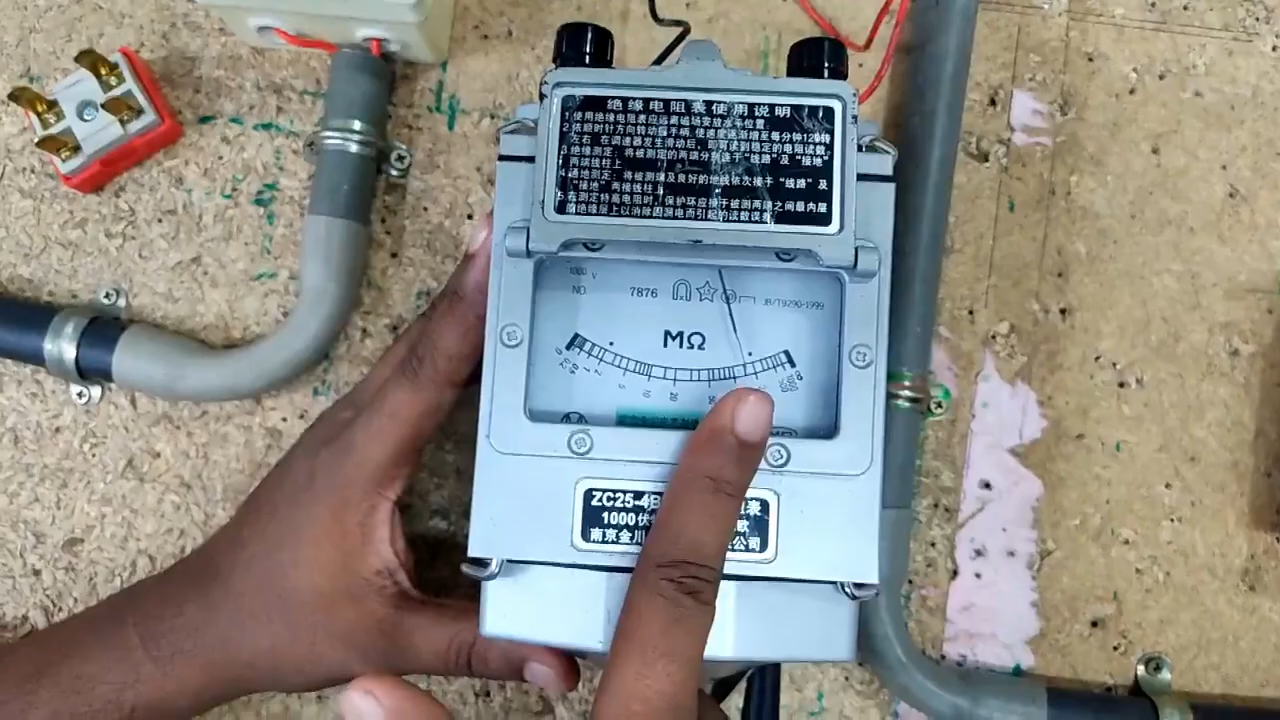 绝缘电阻表使用说明
1.使用绝缘电阻表应远离磁场安放水平位置.
2.依顺时针方向转动摇手柄,使速度逐渐增至每分钟120转
左右,在调速器发生滑动后,即可读到稳定的电阻读数.
3.绝缘测定:将被测定的两端分别连于“线路”及“接地”
两端线柱上
4.通地测定:将被测端及良好的地线依次接于“线路”及
“接地”两接线柱上
5.在测定特高电阻时,保护环应接于被测两端之间最内层
的绝缘层上以消除因漏电而引起的读数误差
1000 V
NO. 7876 JB/T9290-1999
MΩ
0 1 2 5 10 20 ∞
ZC25-4B 表
1000伏 欧
南京金川 公司